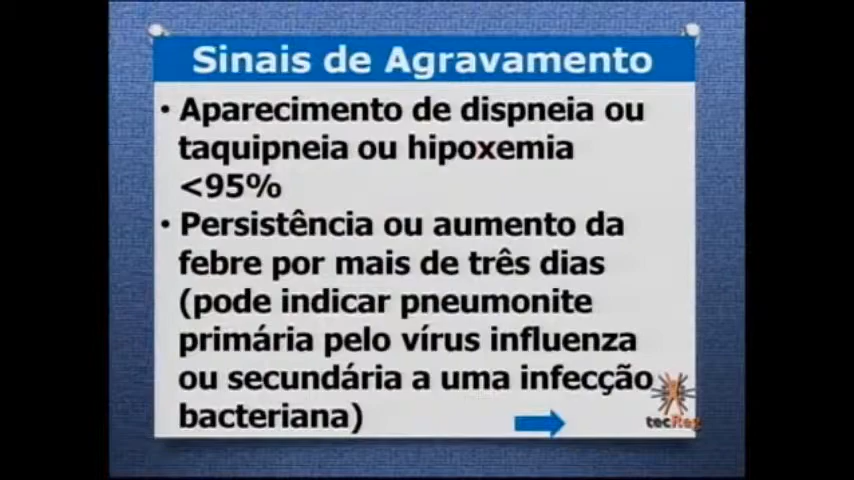 Sinais de Agravamento
• Aparecimento de dispneia ou
taquipneia ou hipoxemia
<95%
• Persistência ou aumento da
febre por mais de três dias
(pode indicar pneumonite
primária pelo vírus influenza
ou secundária a uma infecção
bacteriana)
tecRep